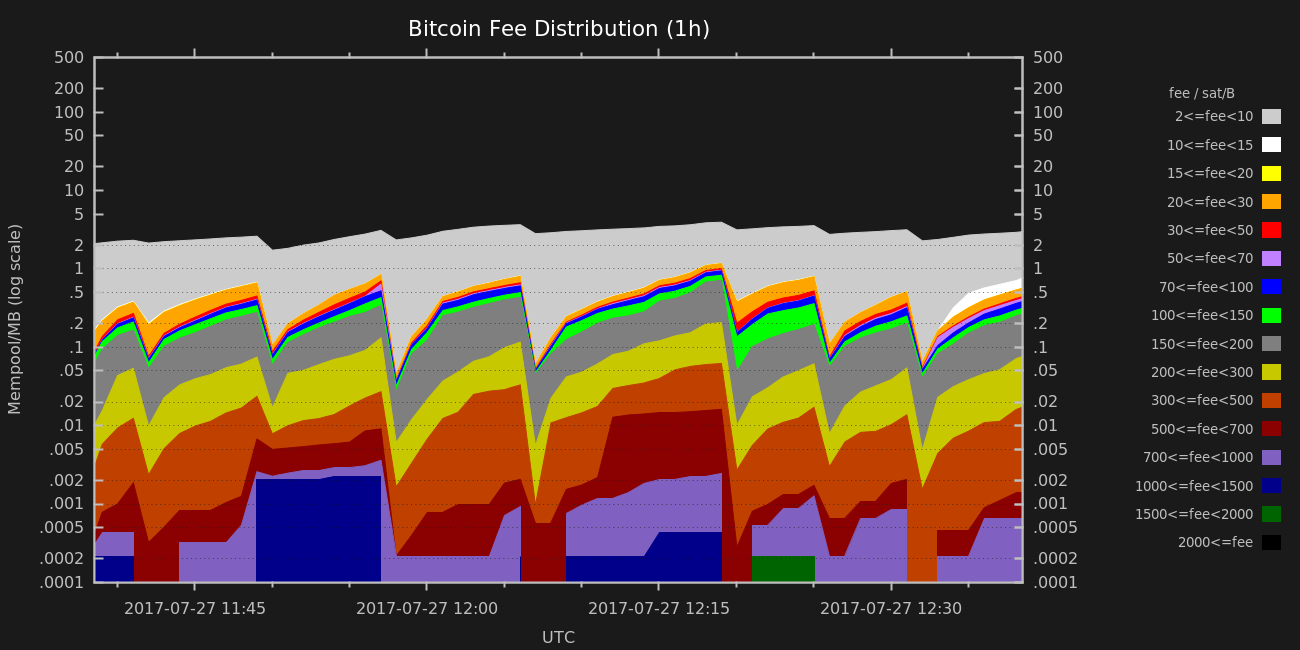 Bitcoin Fee Distribution (1h)
Mempool/MB (log scale)
500
200
100
50
20
10
5
2
1
.5
.2
.1
.05
.02
.01
.005
.002
.001
.0005
.0002
.0001
500
200
100
50
20
10
5
2
1
.5
.2
.1
.05
.02
.01
.005
.002
.001
.0005
.0002
.0001
2017-07-27 11:45
2017-07-27 12:00
2017-07-27 12:15
2017-07-27 12:30
UTC
fee / sat/B
2<=fee<10
10<=fee<15
15<=fee<20
20<=fee<30
30<=fee<50
50<=fee<70
70<=fee<100
100<=fee<150
150<=fee<200
200<=fee<300
300<=fee<500
500<=fee<700
700<=fee<1000
1000<=fee<1500
1500<=fee<2000
2000<=fee